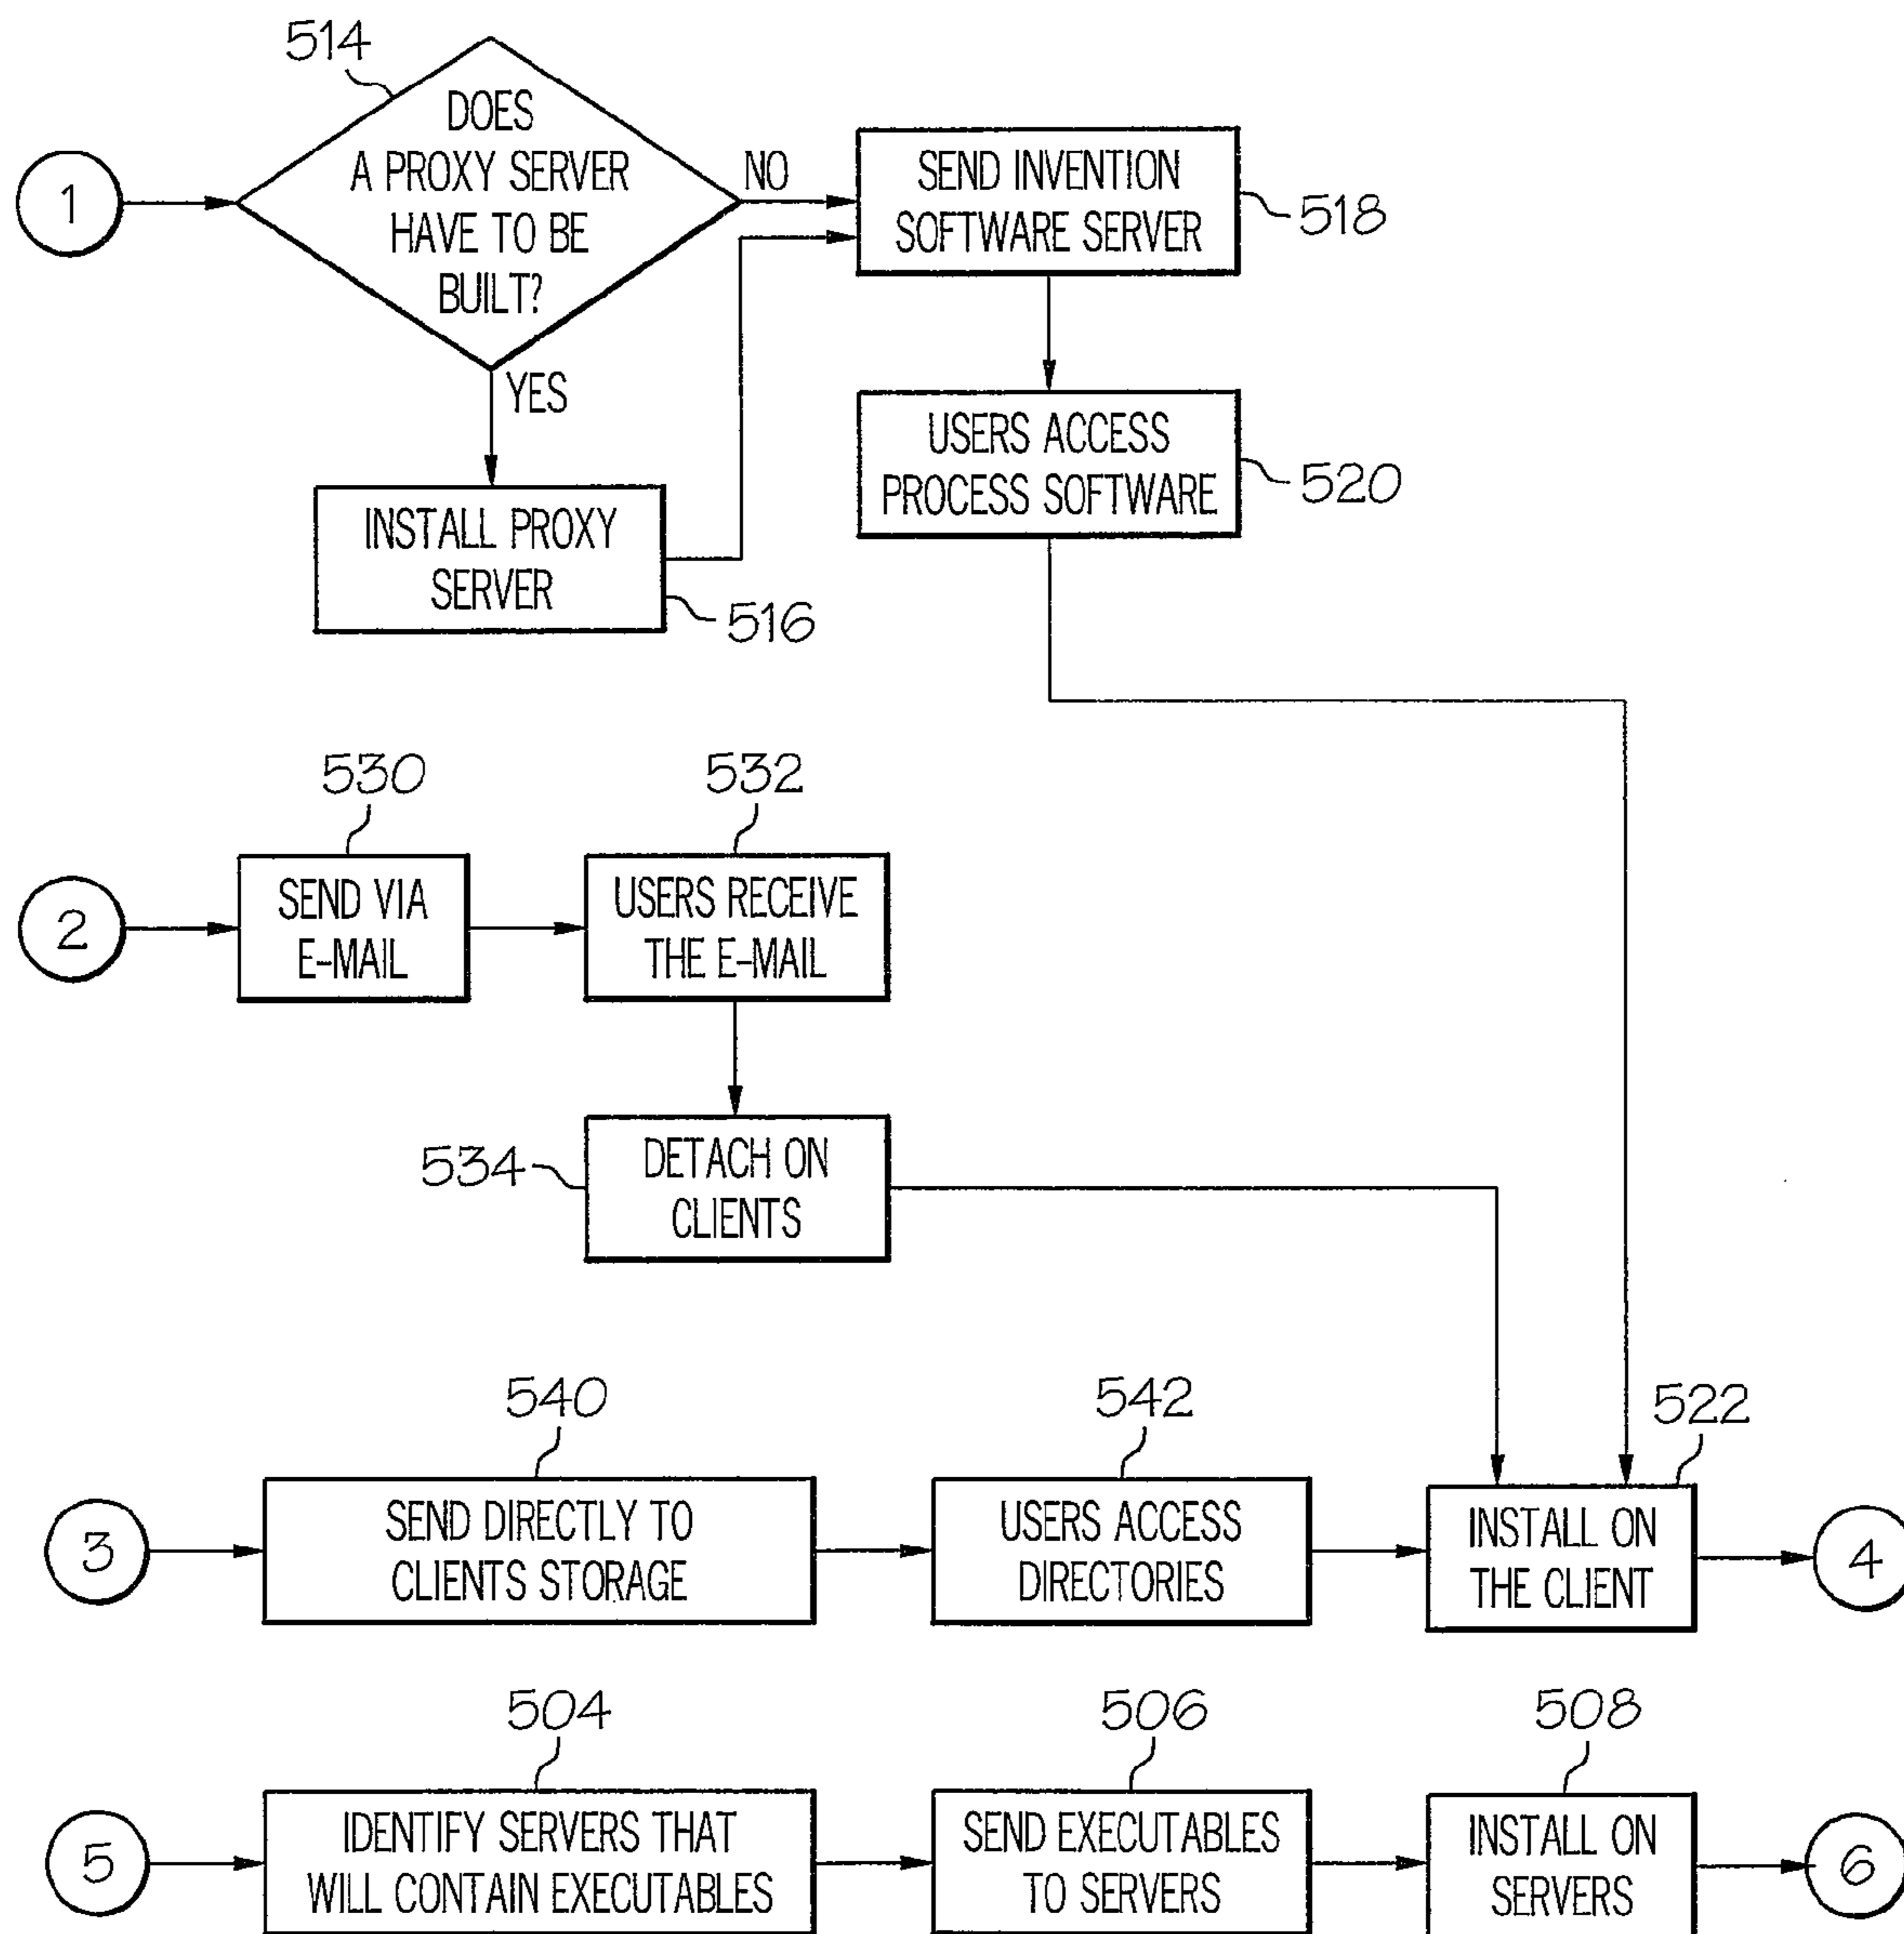 514
DOES
A PROXY SERVER
HAVE TO BE
BUILT?
1
NO
SEND INVENTION
SOFTWARE SERVER
518
YES
USERS ACCESS
PROCESS SOFTWARE
520
INSTALL PROXY
SERVER
516
530
532
2
SEND VIA
E-MAIL
USERS RECEIVE
THE E-MAIL
534
DETACH ON
CLIENTS
540
542
522
3
SEND DIRECTLY TO
CLIENTS STORAGE
USERS ACCESS
DIRECTORIES
INSTALL ON
THE CLIENT
4
504
506
508
5
IDENTIFY SERVERS THAT
WILL CONTAIN EXECUTABLES
SEND EXECUTABLES
TO SERVERS
INSTALL ON
SERVERS
6